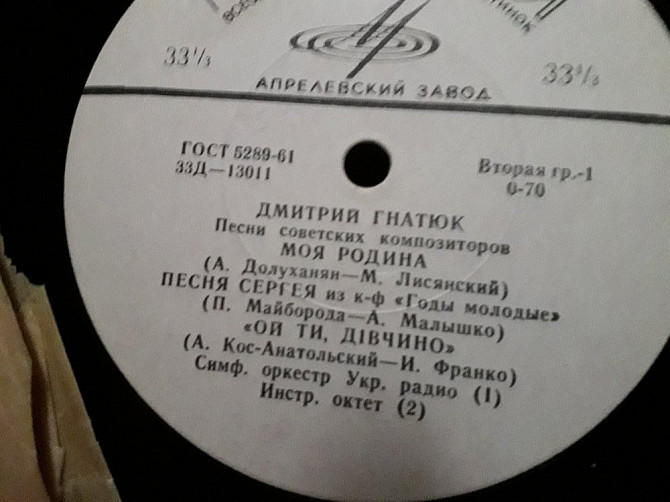 33⅓
33⅓
АПРЕЛЕВСКИЙ ЗАВОД
ГОСТ 5289-61
33Д—13011
Вторая гр.-1
0-70
ДМИТРИЙ ГНАТЮК
Песни советских композиторов
МОЯ РОДИНА
(А. Долуханян—М. Лисянский)
ПЕСНЯ СЕРГЕЯ из к-ф «Годы молодые»
(П. Майборода—А. Малышко)
«ОЙ ТИ, ДІВЧИНО»
(А. Кос-Анатольский—И. Франко)
Симф. оркестр Укр. радио (1)
Инстр. октет (2)